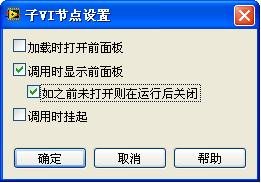 子VI节点设置
加载时打开前面板
调用时显示前面板
如之前未打开则在运行后关闭
调用时挂起
确定 取消 帮助